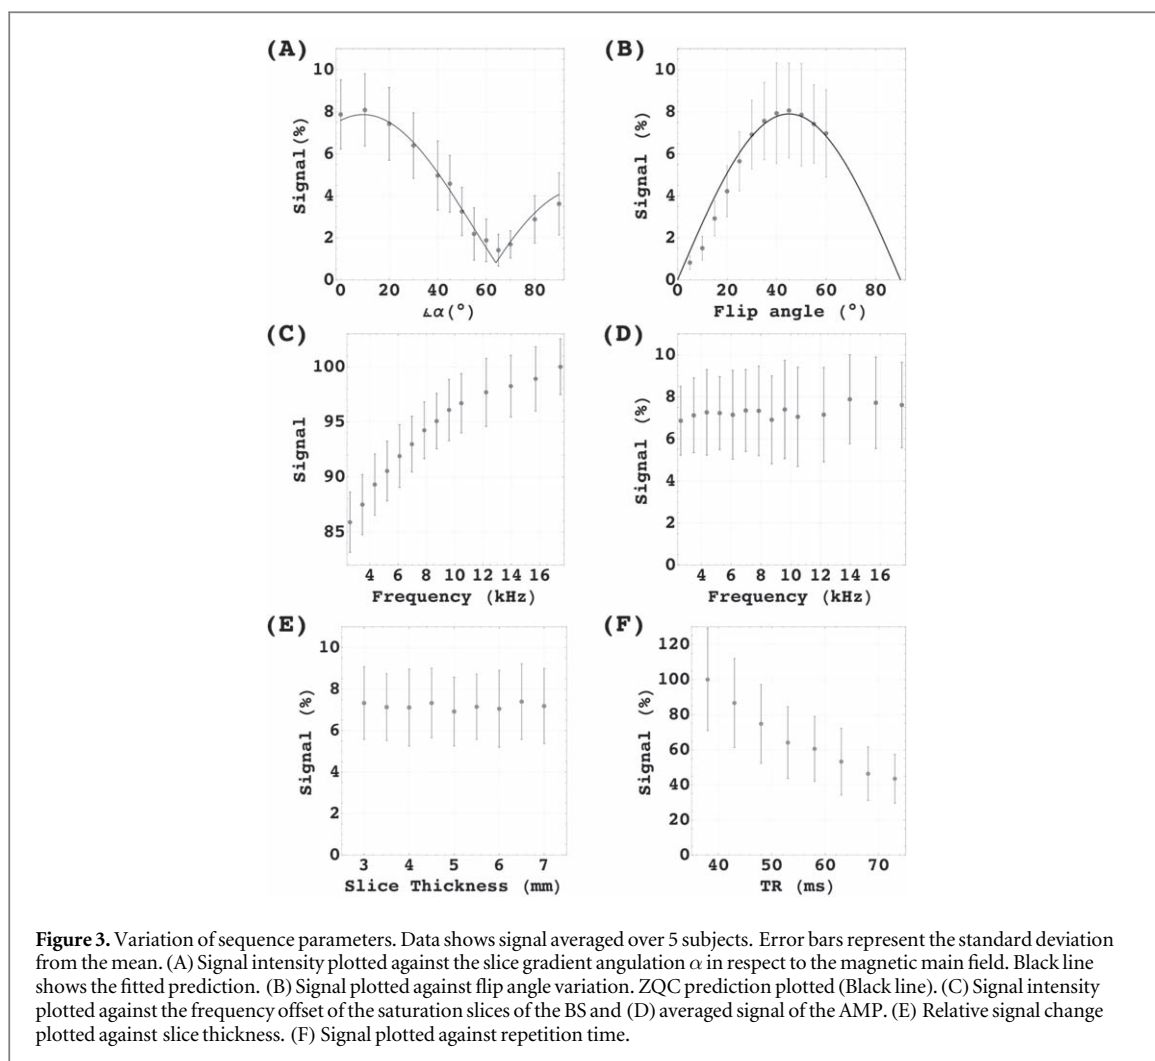 (A)
10
8
6
4
2
0
Signal(%)
0 20 40 60 80
∠α(°)
(B)
10
8
6
4
2
0
Signal (%)
0 20 40 60 80
Flip angle (°)
(C)
100
95
90
85
Signal
4 6 8 10 12 14 16
Frequency (kHz)
(D)
10
8
6
4
2
0
Signal (%)
4 6 8 10 12 14 16
Frequency (kHz)
(E)
10
8
6
4
2
0
Signal (%)
3 4 5 6 7
Slice Thickness (mm)
(F)
120
100
80
60
40
20
0
Signal (%)
40 50 60 70
TR (ms)
Figure 3. Variation of sequence parameters. Data shows signal averaged over 5 subjects. Error bars represent the standard deviation
from the mean. (A) Signal intensity plotted against the slice gradient angulation α in respect to the magnetic main field. Black line
shows the fitted prediction. (B) Signal plotted against flip angle variation. ZQC prediction plotted (Black line). (C) Signal intensity
plotted against the frequency offset of the saturation slices of the BS and (D) averaged signal of the AMP. (E) Relative signal change
plotted against slice thickness. (F) Signal plotted against repetition time.